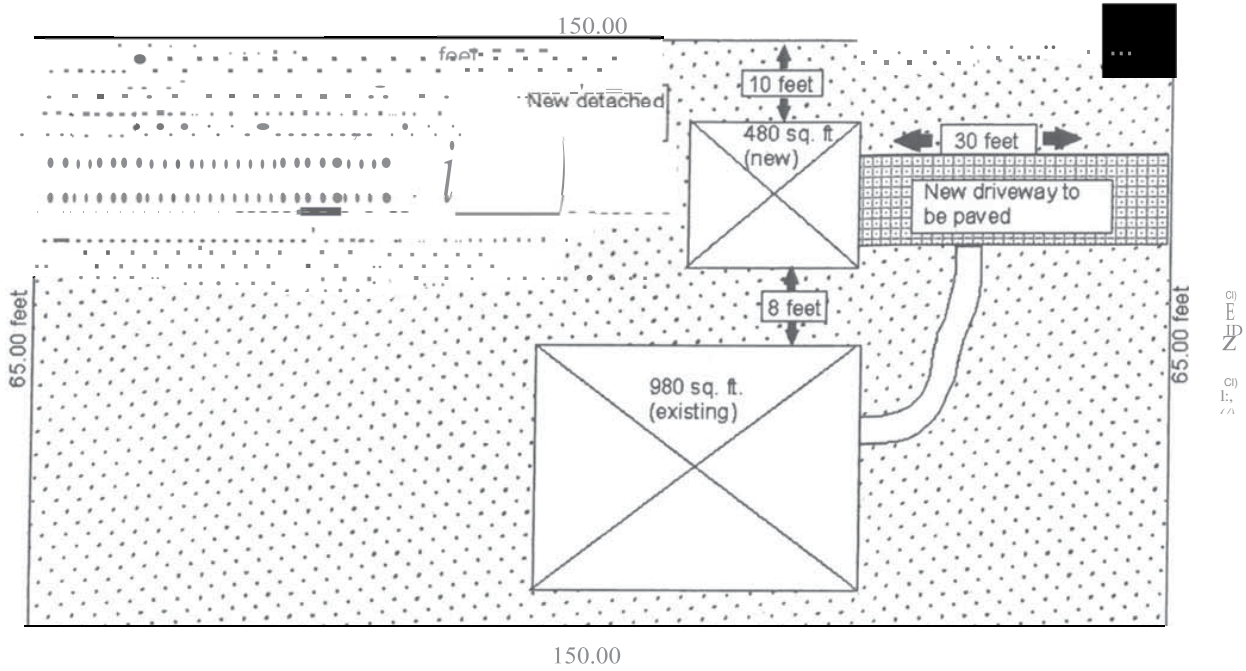 150.00
feet
10 feet
New detached
480 sq. ft
(new)
30 feet
New driveway to
be paved
8 feet
65.00 feet
65.00 feet
980 sq. ft.
(existing)
150.00